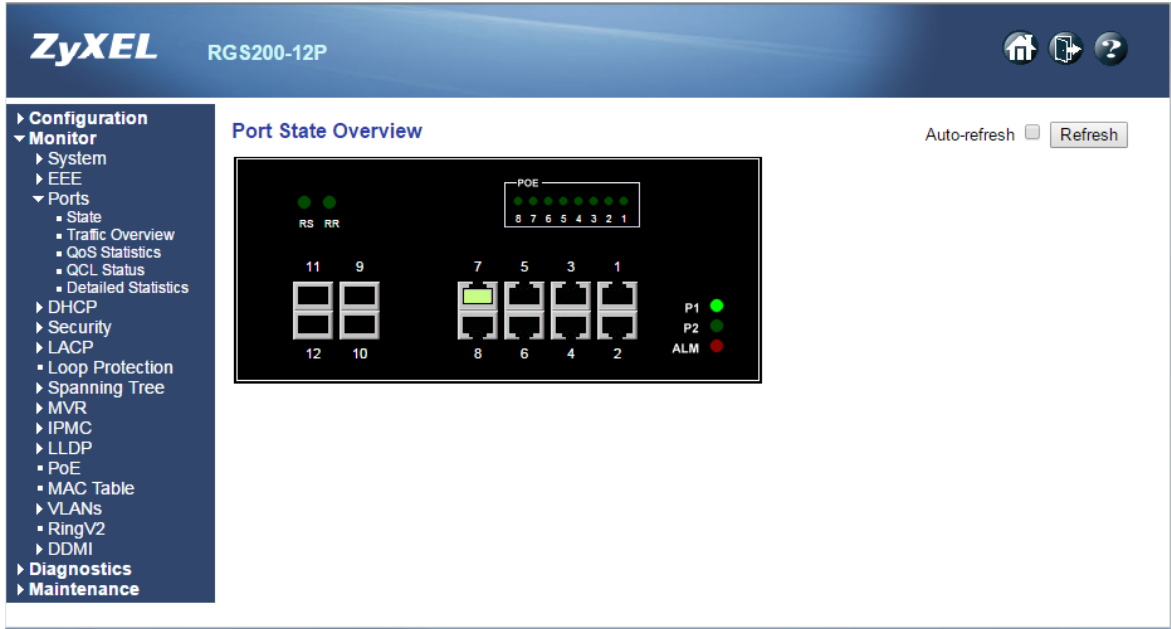 ZyXEL RGS200-12P
Configuration
Monitor
System
EEE
Ports
State
Traffic Overview
QoS Statistics
QCL Status
Detailed Statistics
DHCP
Security
LACP
Loop Protection
Spanning Tree
MVR
IPMC
LLDP
PoE
MAC Table
VLANs
RingV2
DDMI
Diagnostics
Maintenance
Port State Overview
Auto-refresh Refresh
POE
8 7 6 5 4 3 2 1
RS RR
11 9 7 5 3 1
P1
P2
ALM
12 10 8 6 4 2
?